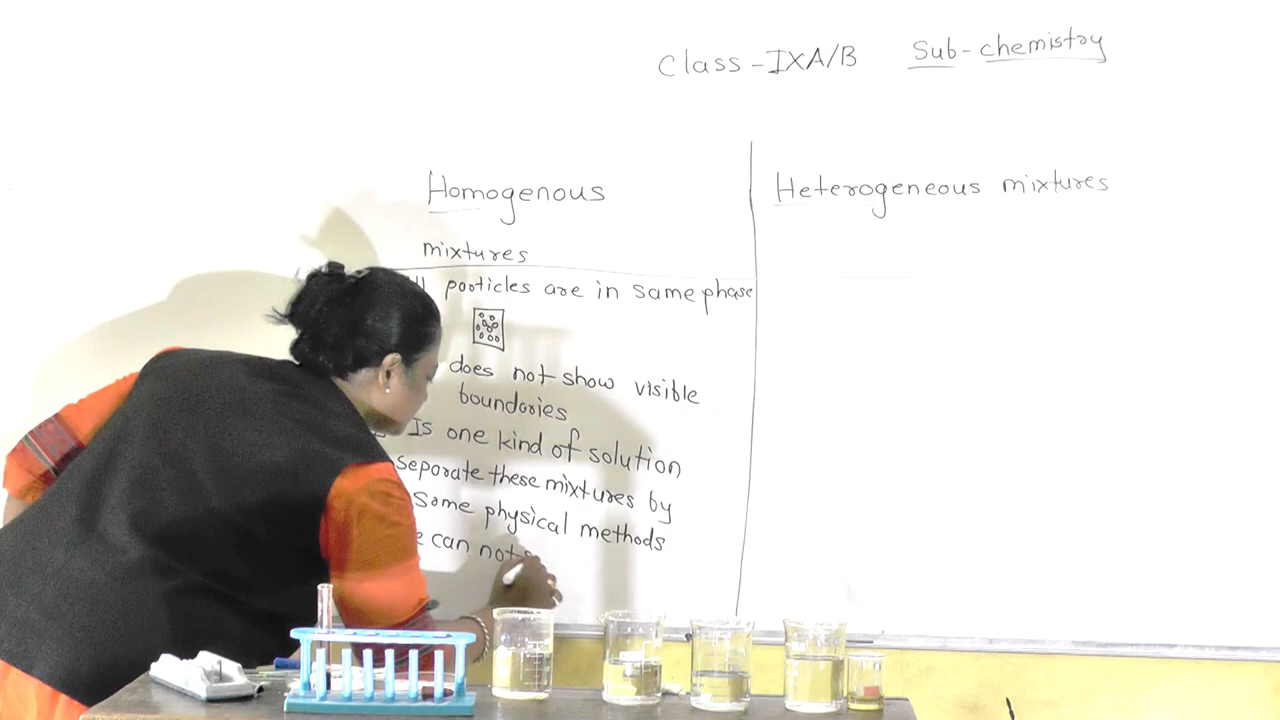 Class - IXA/B Sub - chemistry
Homogenous
mixtures
Heterogeneous mixtures
particles are in same phase
does not show visible
boundaries
Is one kind of solution
separate these mixtures by
some physical methods
can not